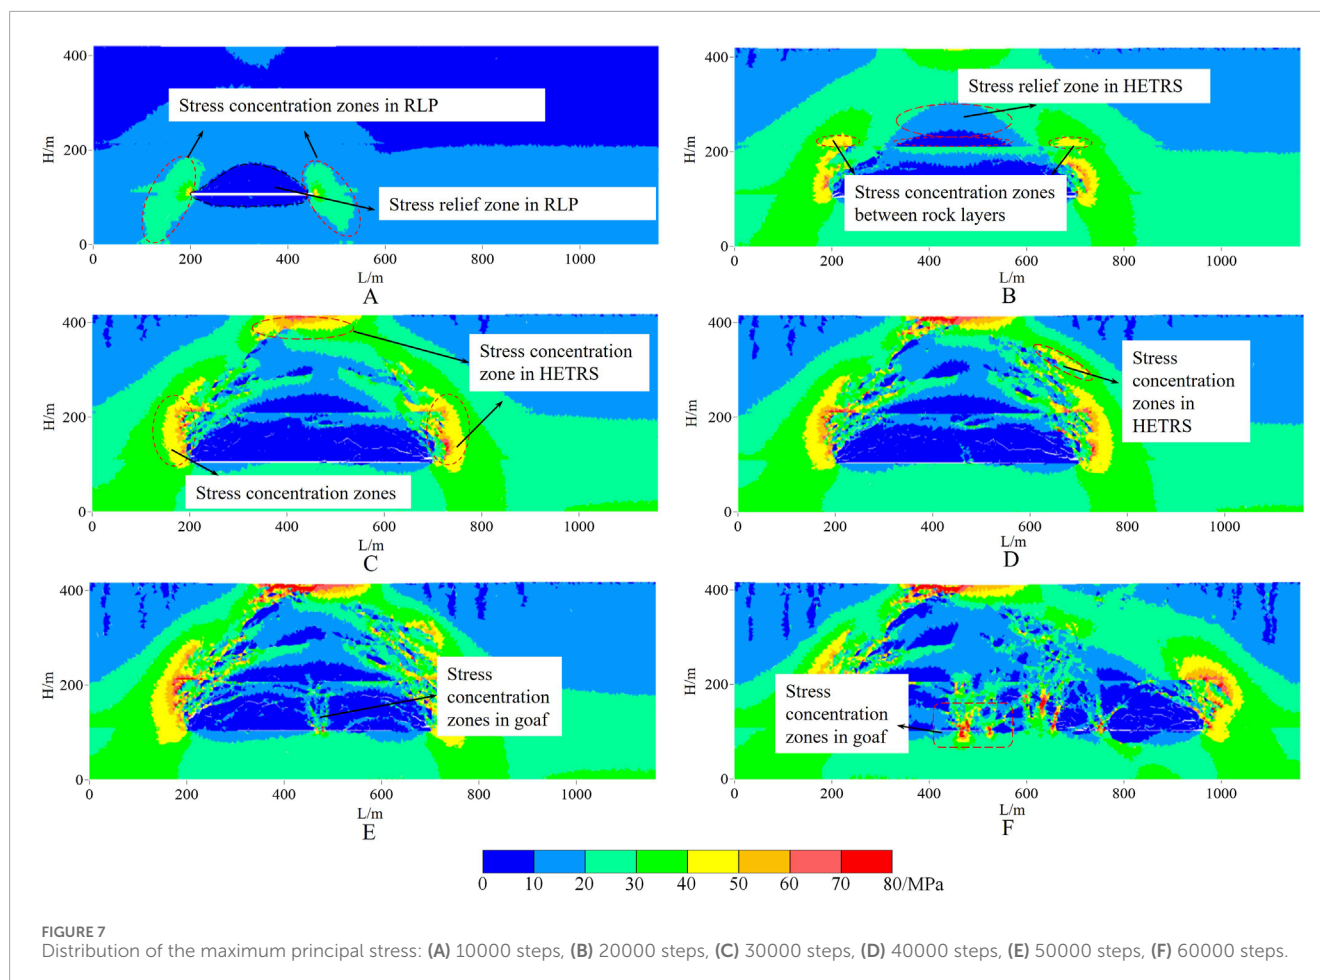 400
200
0
H/m
Stress concentration zones in RLP
Stress relief zone in RLP
0 200 400 600 800 1000
L/m
A
400
200
0
H/m
Stress relief zone in HETRS
Stress concentration zones
between rock layers
0 200 400 600 800 1000
L/m
B
400
200
0
H/m
Stress concentration
zone in HETRS
Stress concentration zones
0 200 400 600 800 1000
L/m
C
400
200
0
H/m
Stress
concentration
zones in
HETRS
0 200 400 600 800 1000
L/m
D
400
200
0
H/m
Stress
concentration
zones in goaf
0 200 400 600 800 1000
L/m
E
400
200
0
H/m
Stress
concentration
zones in goaf
0 200 400 600 800 1000
L/m
F
0 10 20 30 40 50 60 70 80/MPa
FIGURE 7
Distribution of the maximum principal stress: (A) 10000 steps, (B) 20000 steps, (C) 30000 steps, (D) 40000 steps, (E) 50000 steps, (F) 60000 steps.